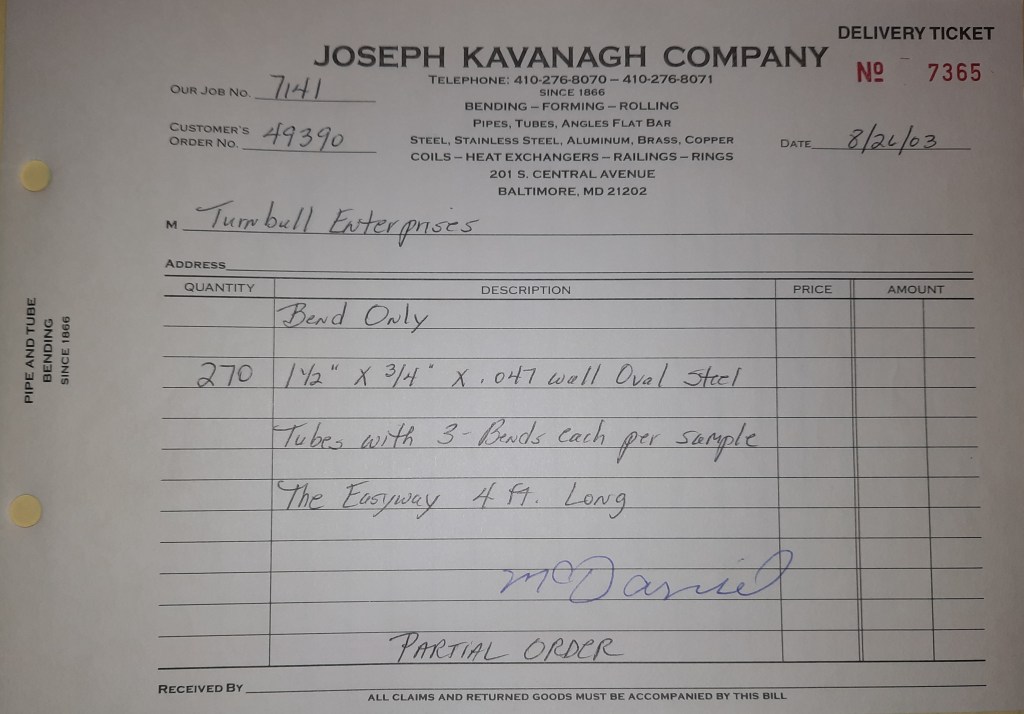 DELIVERY TICKET
JOSEPH KAVANAGH COMPANY
Nº 7365
TELEPHONE: 410-276-8070 – 410-276-8071
SINCE 1866
OUR JOB NO. 7141
BENDING – FORMING – ROLLING
PIPES, TUBES, ANGLES FLAT BAR
CUSTOMER'S ORDER NO. 49390
STEEL, STAINLESS STEEL, ALUMINUM, BRASS, COPPER
DATE 8/26/03
COILS – HEAT EXCHANGERS – RAILINGS – RINGS
201 S. CENTRAL AVENUE
BALTIMORE, MD 21202
M Turnbull Enterprises
ADDRESS
QUANTITY DESCRIPTION PRICE AMOUNT
Bend Only
270 1 1/2" X 3/4" X .047 wall Oval Steel
Tubes with 3-Bends each per sample
The Easyway 4 ft. Long
McDaniel
PARTIAL ORDER
RECEIVED BY
ALL CLAIMS AND RETURNED GOODS MUST BE ACCOMPANIED BY THIS BILL
PIPE AND TUBE
BENDING
SINCE 1866